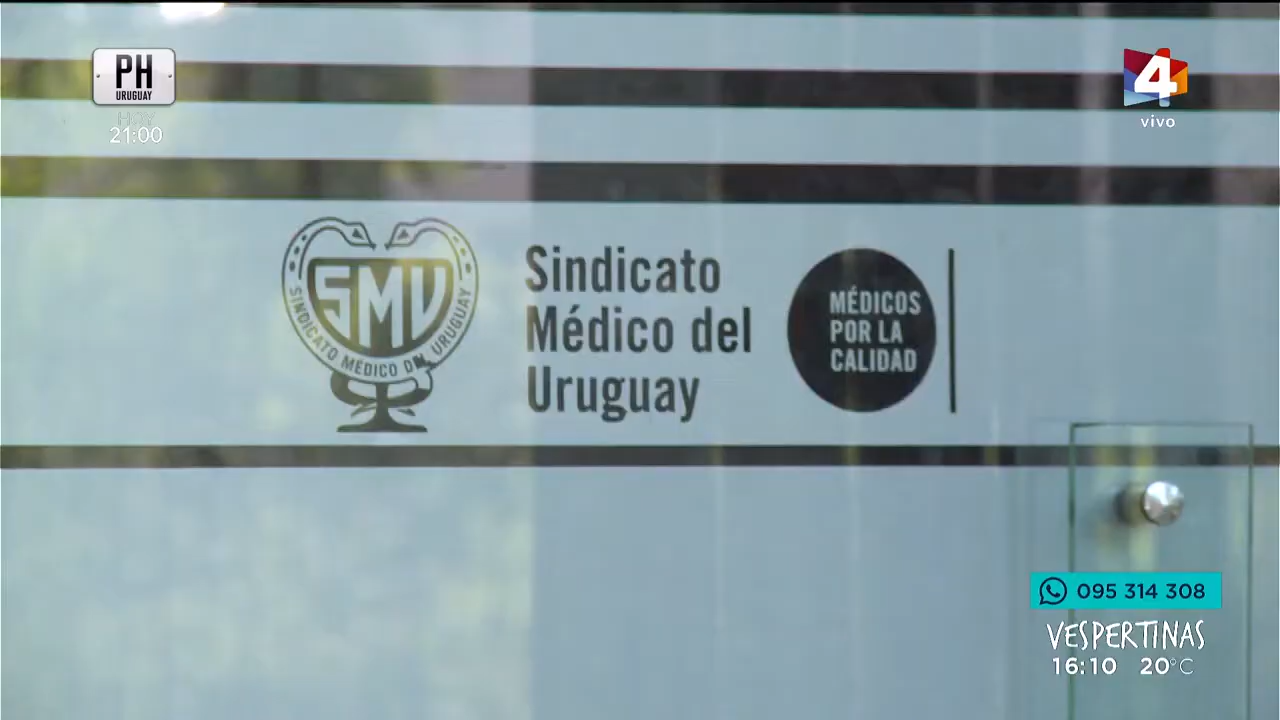 PH
URUGUAY
HOY
21:00
4
vivo
SMU
SINDICATO MÉDICO DEL URUGUAY
Sindicato
Médico del
Uruguay
MÉDICOS
POR LA
CALIDAD
095 314 308
VESPERTINAS
16:10 20°C